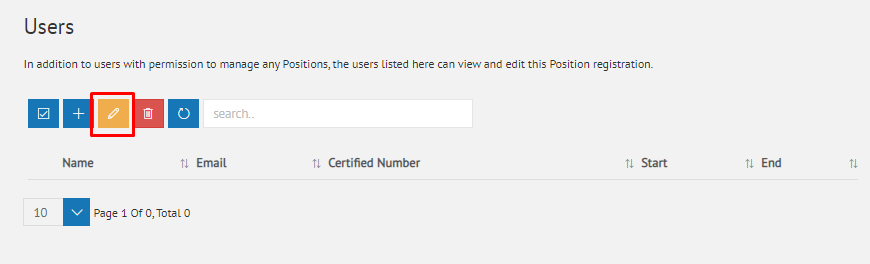 Users
In addition to users with permission to manage any Positions, the users listed here can view and edit this Position registration.
search..
Name Email Certified Number Start End
10 Page 1 Of 0, Total 0